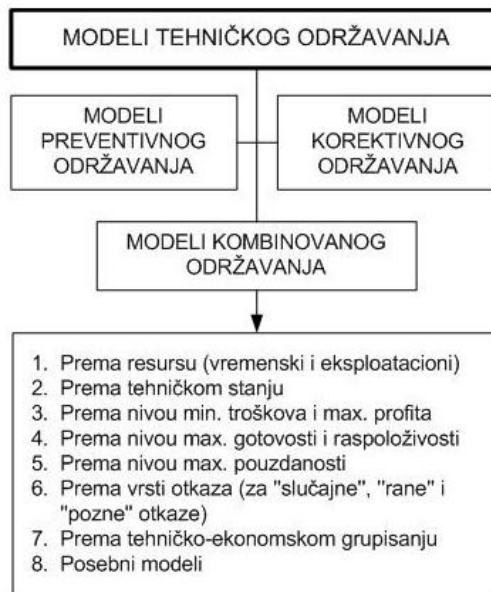 MODELI TEHNIČKOG ODRŽAVANJA
MODELI
PREVENTIVNOG
ODRŽAVANJA
MODELI
KOREKTIVNOG
ODRŽAVANJA
MODELI KOMBINOVANOG
ODRŽAVANJA
1. Prema resursu (vremenski i eksploatacioni)
2. Prema tehničkom stanju
3. Prema nivou min. troškova i max. profita
4. Prema nivou max. gotovosti i raspoloživosti
5. Prema nivou max. pouzdanosti
6. Prema vrsti otkaza (za "slučajne", "rane" i
"pozne" otkaze)
7. Prema tehničko-ekonomskom grupisanju
8. Posebni modeli